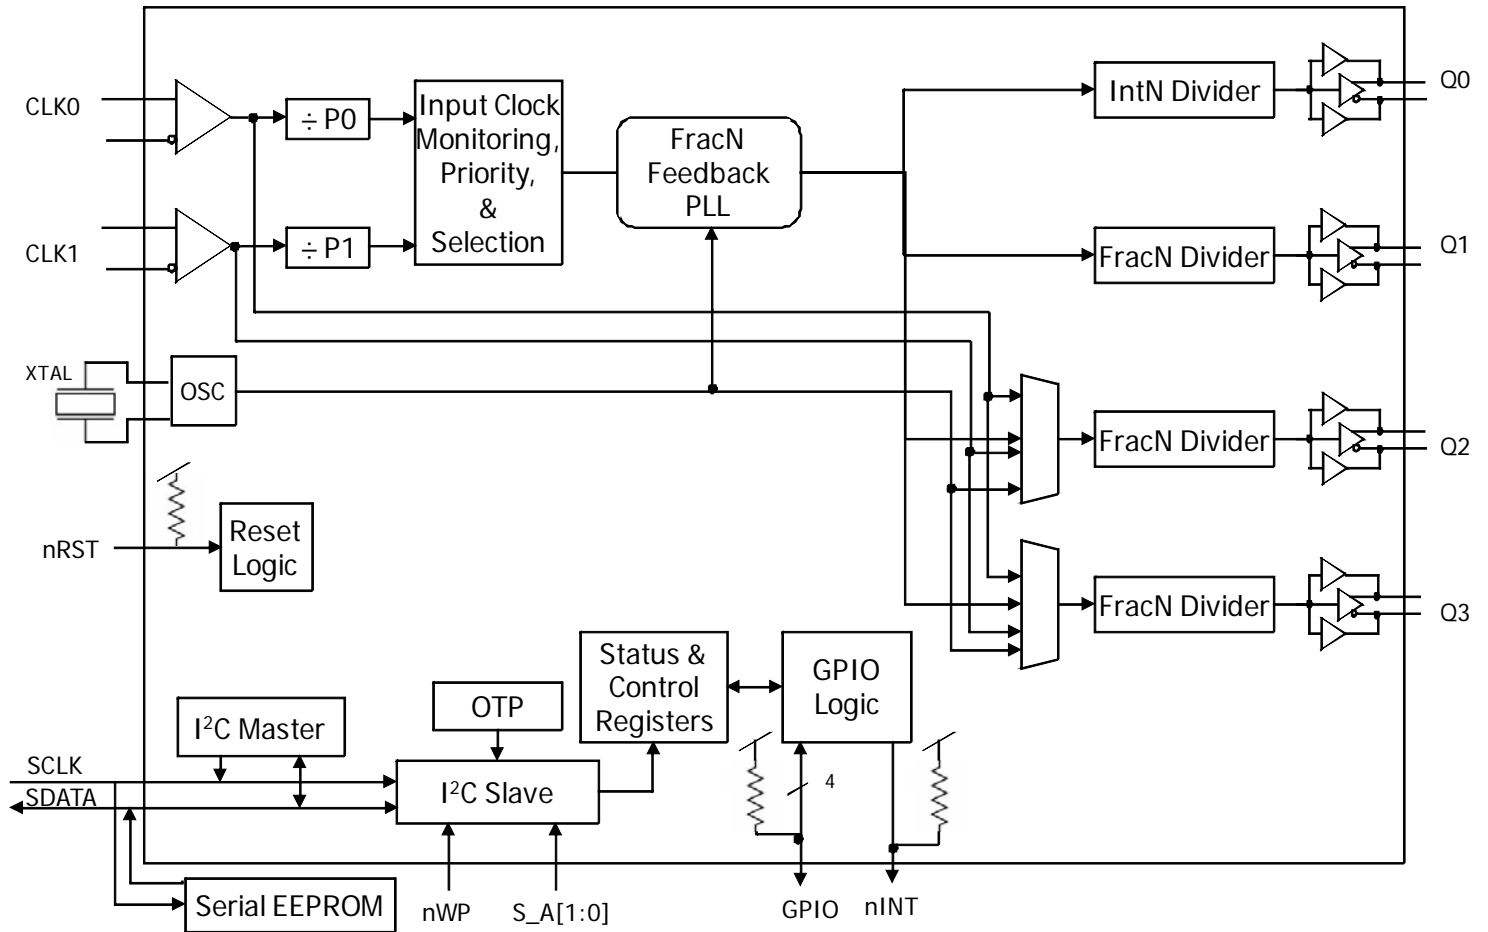 CLK0
÷ P0
Input Clock
Monitoring,
Priority,
&
Selection
FracN
Feedback
PLL
IntN Divider
Q0
CLK1
÷ P1
FracN Divider
Q1
XTAL
OSC
FracN Divider
Q2
nRST
Reset
Logic
FracN Divider
Q3
Status &
Control
Registers
GPIO
Logic
OTP
I²C Master
SCLK
SDATA
I²C Slave
4
Serial EEPROM
nWP
S_A[1:0]
GPIO
nINT